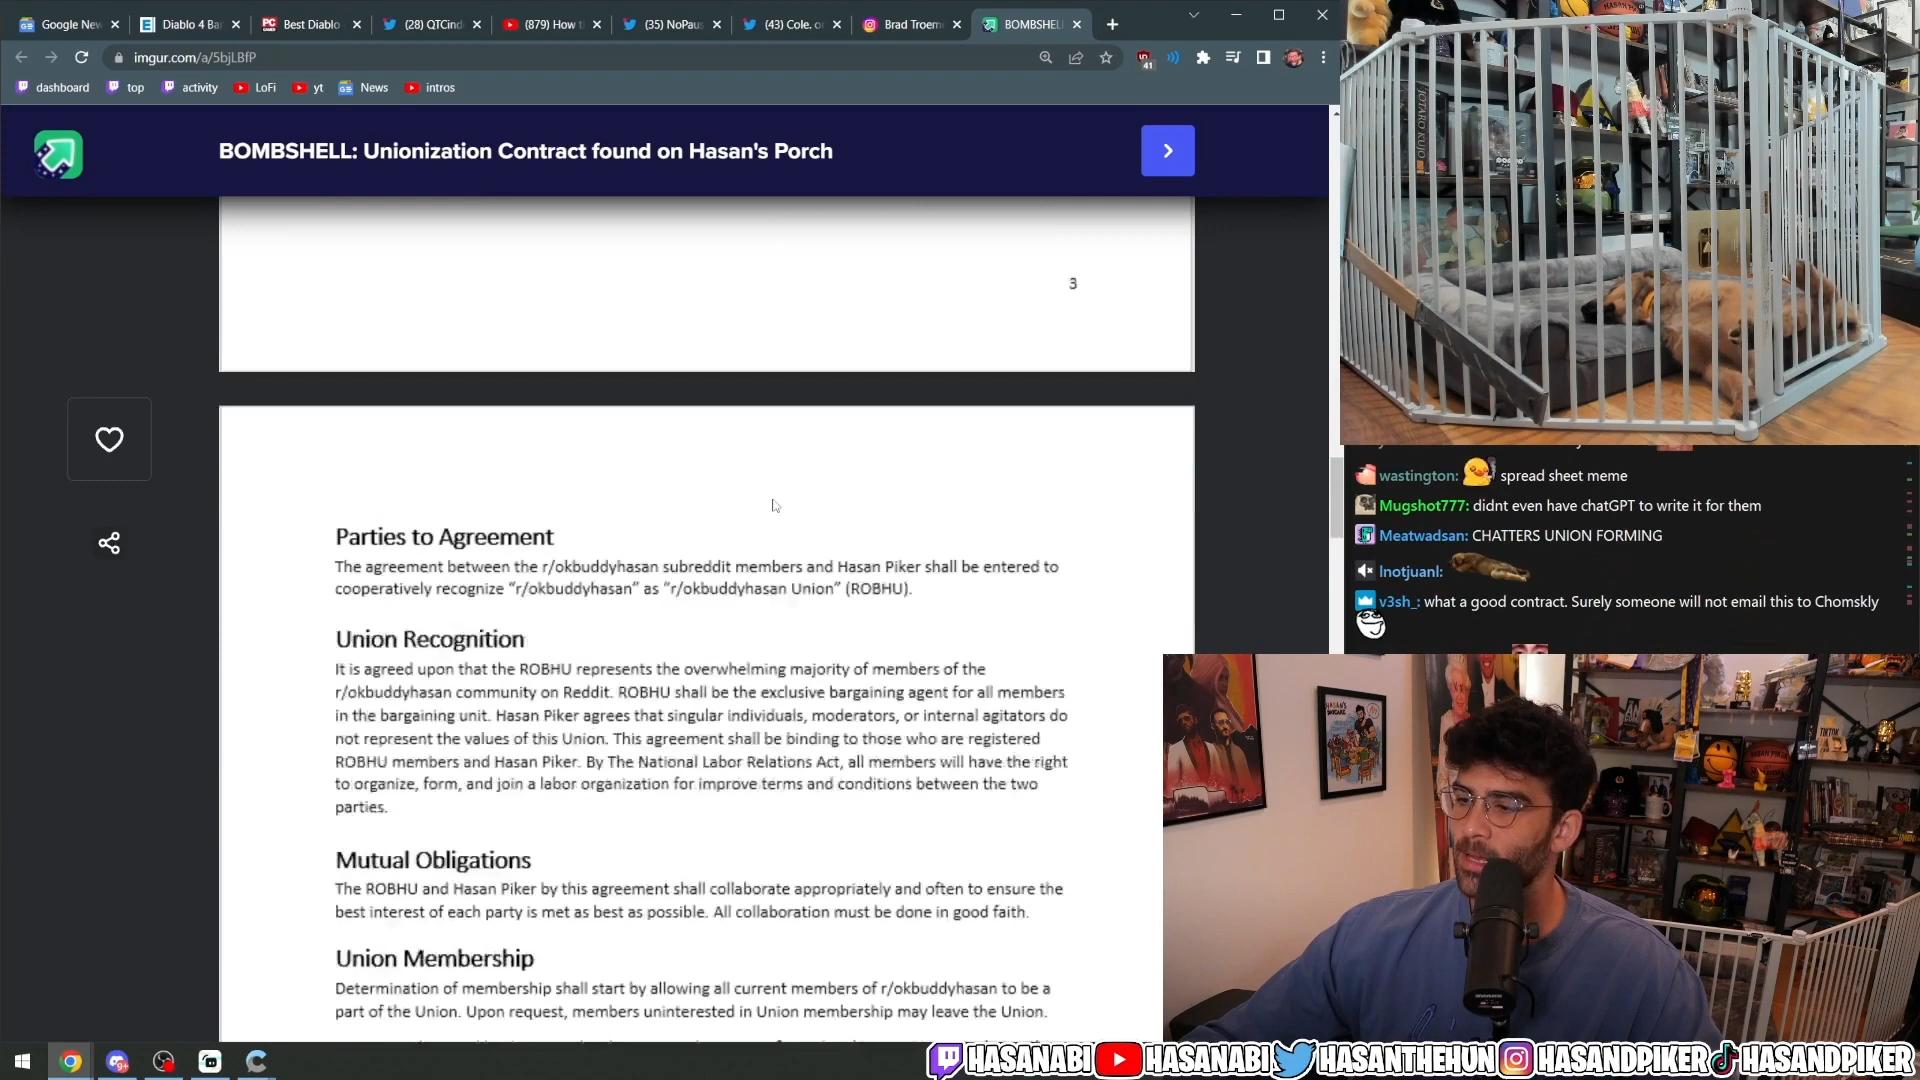 Google New
Diablo 4 Bar
Best Diablo
(28) QTCind
(879) How t
(35) NoPaus
(43) Cole. o
Brad Troem
BOMBSHELL
imgur.com/a/5bjLBfP
41
dashboard
top
activity
LoFi
yt
News
intros
BOMBSHELL: Unionization Contract found on Hasan's Porch
3
Parties to Agreement
The agreement between the r/okbuddyhasan subreddit members and Hasan Piker shall be entered to
cooperatively recognize “r/okbuddyhasan” as “r/okbuddyhasan Union” (ROBHU).
Union Recognition
It is agreed upon that the ROBHU represents the overwhelming majority of members of the
r/okbuddyhasan community on Reddit. ROBHU shall be the exclusive bargaining agent for all members
in the bargaining unit. Hasan Piker agrees that singular individuals, moderators, or internal agitators do
not represent the values of this Union. This agreement shall be binding to those who are registered
ROBHU members and Hasan Piker. By The National Labor Relations Act, all members will have the right
to organize, form, and join a labor organization for improve terms and conditions between the two
parties.
Mutual Obligations
The ROBHU and Hasan Piker by this agreement shall collaborate appropriately and often to ensure the
best interest of each party is met as best as possible. All collaboration must be done in good faith.
Union Membership
Determination of membership shall start by allowing all current members of r/okbuddyhasan to be a
part of the Union. Upon request, members uninterested in Union membership may leave the Union.
JOTARO KUJO
wastington: spread sheet meme
Mugshot777: didnt even have chatGPT to write it for them
Meatwadsan: CHATTERS UNION FORMING
lnotjuanl:
v3sh_: what a good contract. Surely someone will not email this to Chomskly
HASANABI HASANABI HASANTHEHUN HASANDPIKER HASANDPIKER